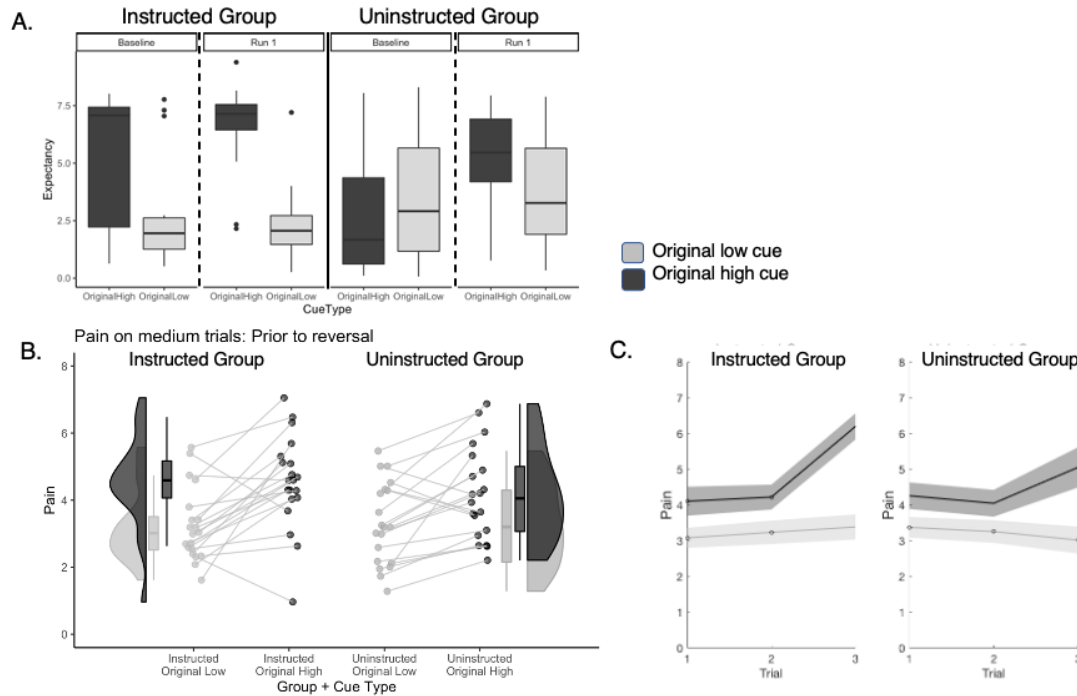 A.
Instructed Group
Uninstructed Group
Baseline
Run 1
Baseline
Run 1
Expectancy
7.5
5.0
2.5
0.0
OriginalHigh
OriginalLow
OriginalHigh
OriginalLow
OriginalHigh
OriginalLow
OriginalHigh
OriginalLow
CueType
Original low cue
Original high cue
Pain on medium trials: Prior to reversal
B.
Instructed Group
Uninstructed Group
Pain
8
6
4
2
0
Instructed
Original Low
Instructed
Original High
Uninstructed
Original Low
Uninstructed
Original High
Group + Cue Type
C.
Instructed Group
Uninstructed Group
Pain
8
7
6
5
4
3
2
1
0
1
2
3
Trial
Pain
8
7
6
5
4
3
2
1
0
1
2
3
Trial